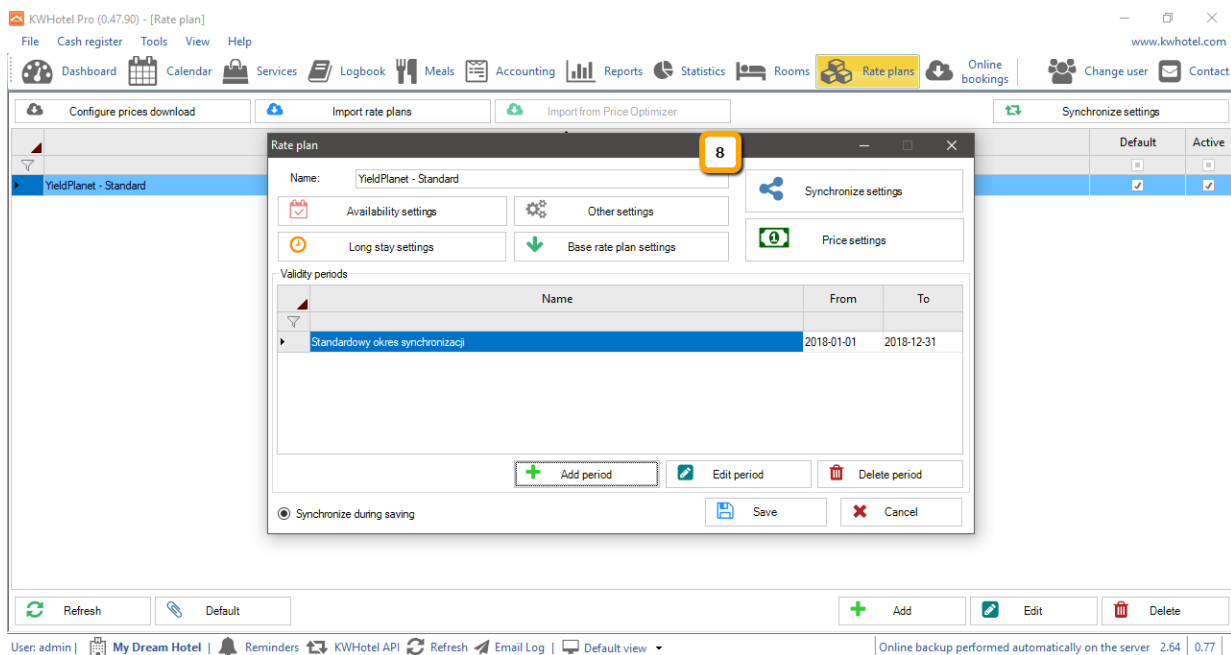 KWHotel Pro (0.47.90) - [Rate plan]
File Cash register Tools View Help www.kwhotel.com
Dashboard Calendar Services Logbook Meals Accounting Reports Statistics Rooms Rate plans Online bookings Change user Contact
Configure prices download Import rate plans Import from Price Optimizer Synchronize settings
Default Active
YieldPlanet - Standard
Rate plan
8
Name: YieldPlanet - Standard
Synchronize settings
Availability settings Other settings
Price settings
Long stay settings Base rate plan settings
Validity periods
Name From To
Standardowy okres synchronizacji 2018-01-01 2018-12-31
Add period Edit period Delete period
Synchronize during saving Save Cancel
Refresh Default Add Edit Delete
User: admin | My Dream Hotel | Reminders KWHotel API Refresh Email Log | Default view Online backup performed automatically on the server 2.64 0.77